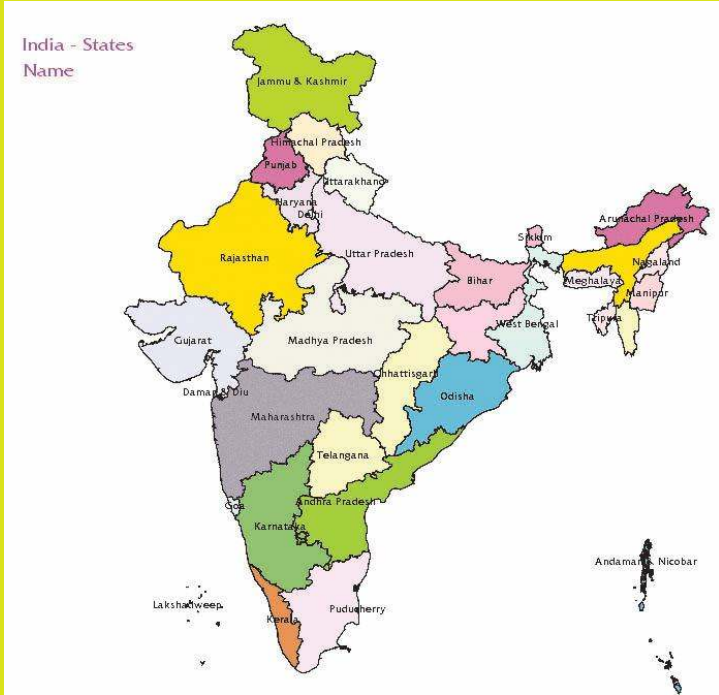 India - States
Name
Jammu & Kashmir
Himachal Pradesh
Punjab
Uttarakhand
Haryana
Delhi
Arunachal Pradesh
Sikkim
Uttar Pradesh
Rajasthan
Nagaland
Bihar
Meghalaya
Manipur
Tripura
West Bengal
Gujarat
Madhya Pradesh
Chhattisgarh
Daman & Diu
Odisha
Maharashtra
Telangana
Goa
Andhra Pradesh
Karnataka
Andaman & Nicobar
Lakshadweep
Puducherry
Kerala